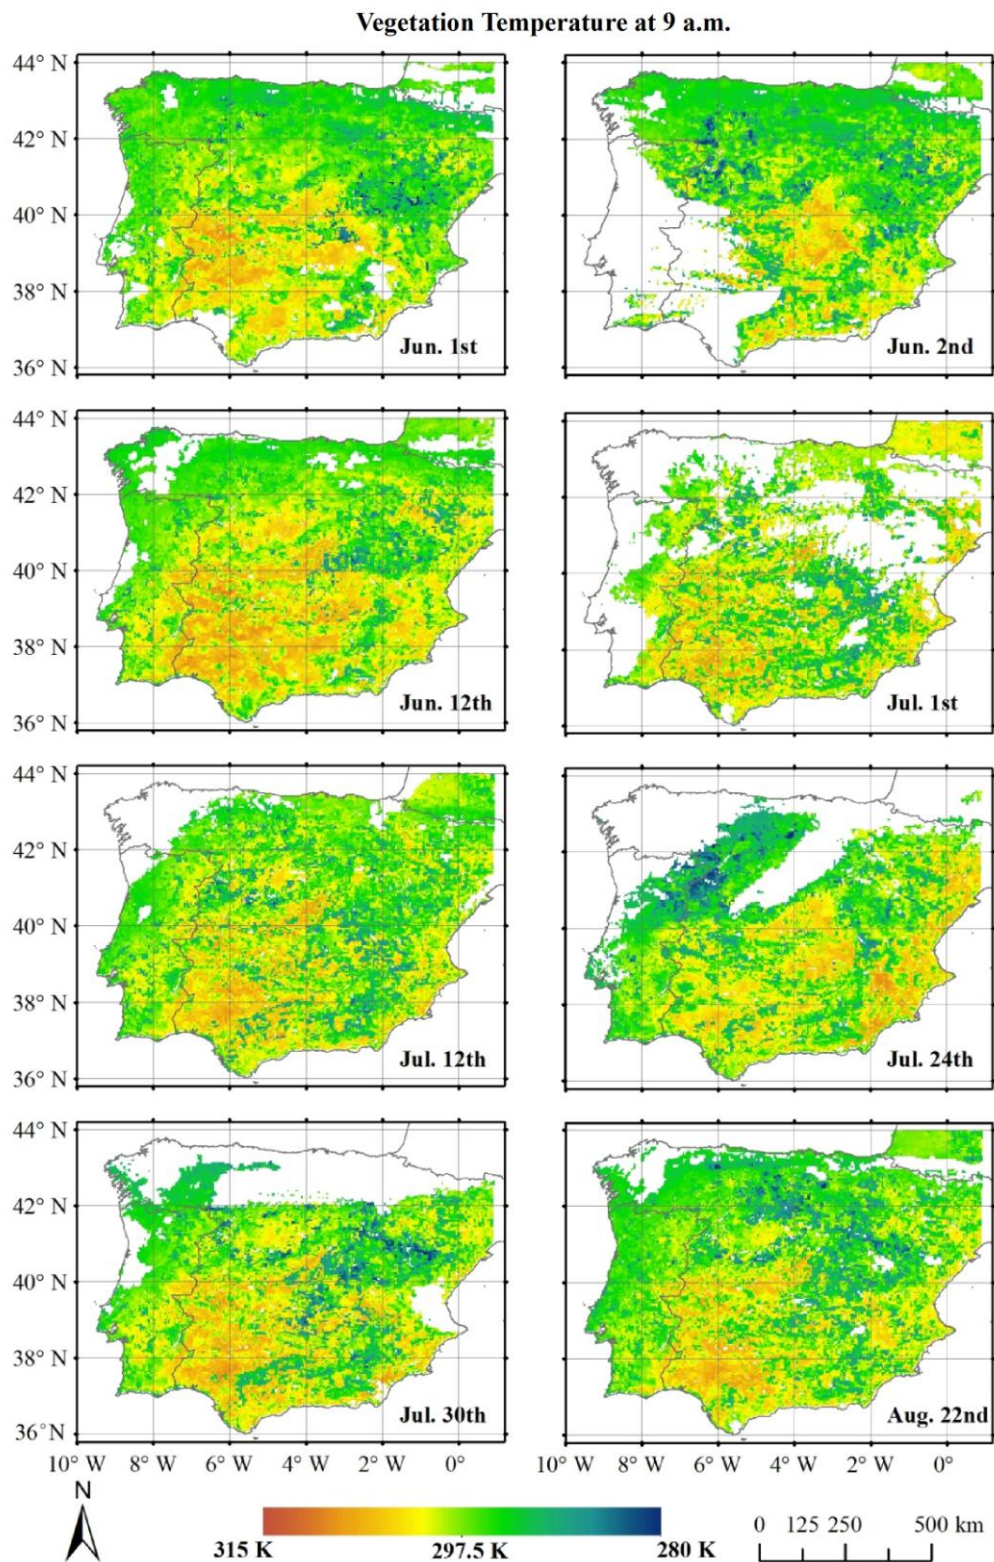 Vegetation Temperature at 9 a.m.
44° N
42° N
40° N
38° N
36° N
Jun. 1st
Jun. 2nd
44° N
42° N
40° N
38° N
36° N
Jun. 12th
Jul. 1st
44° N
42° N
40° N
38° N
36° N
Jul. 12th
Jul. 24th
44° N
42° N
40° N
38° N
36°N
Jul. 30th
Aug. 22nd
10° W 8° W 6° W 4° W 2° W 0°
10° W 8° W 6° W 4° W 2° W 0°
N
315 K 297.5 K 280 K
0 125 250 500 km